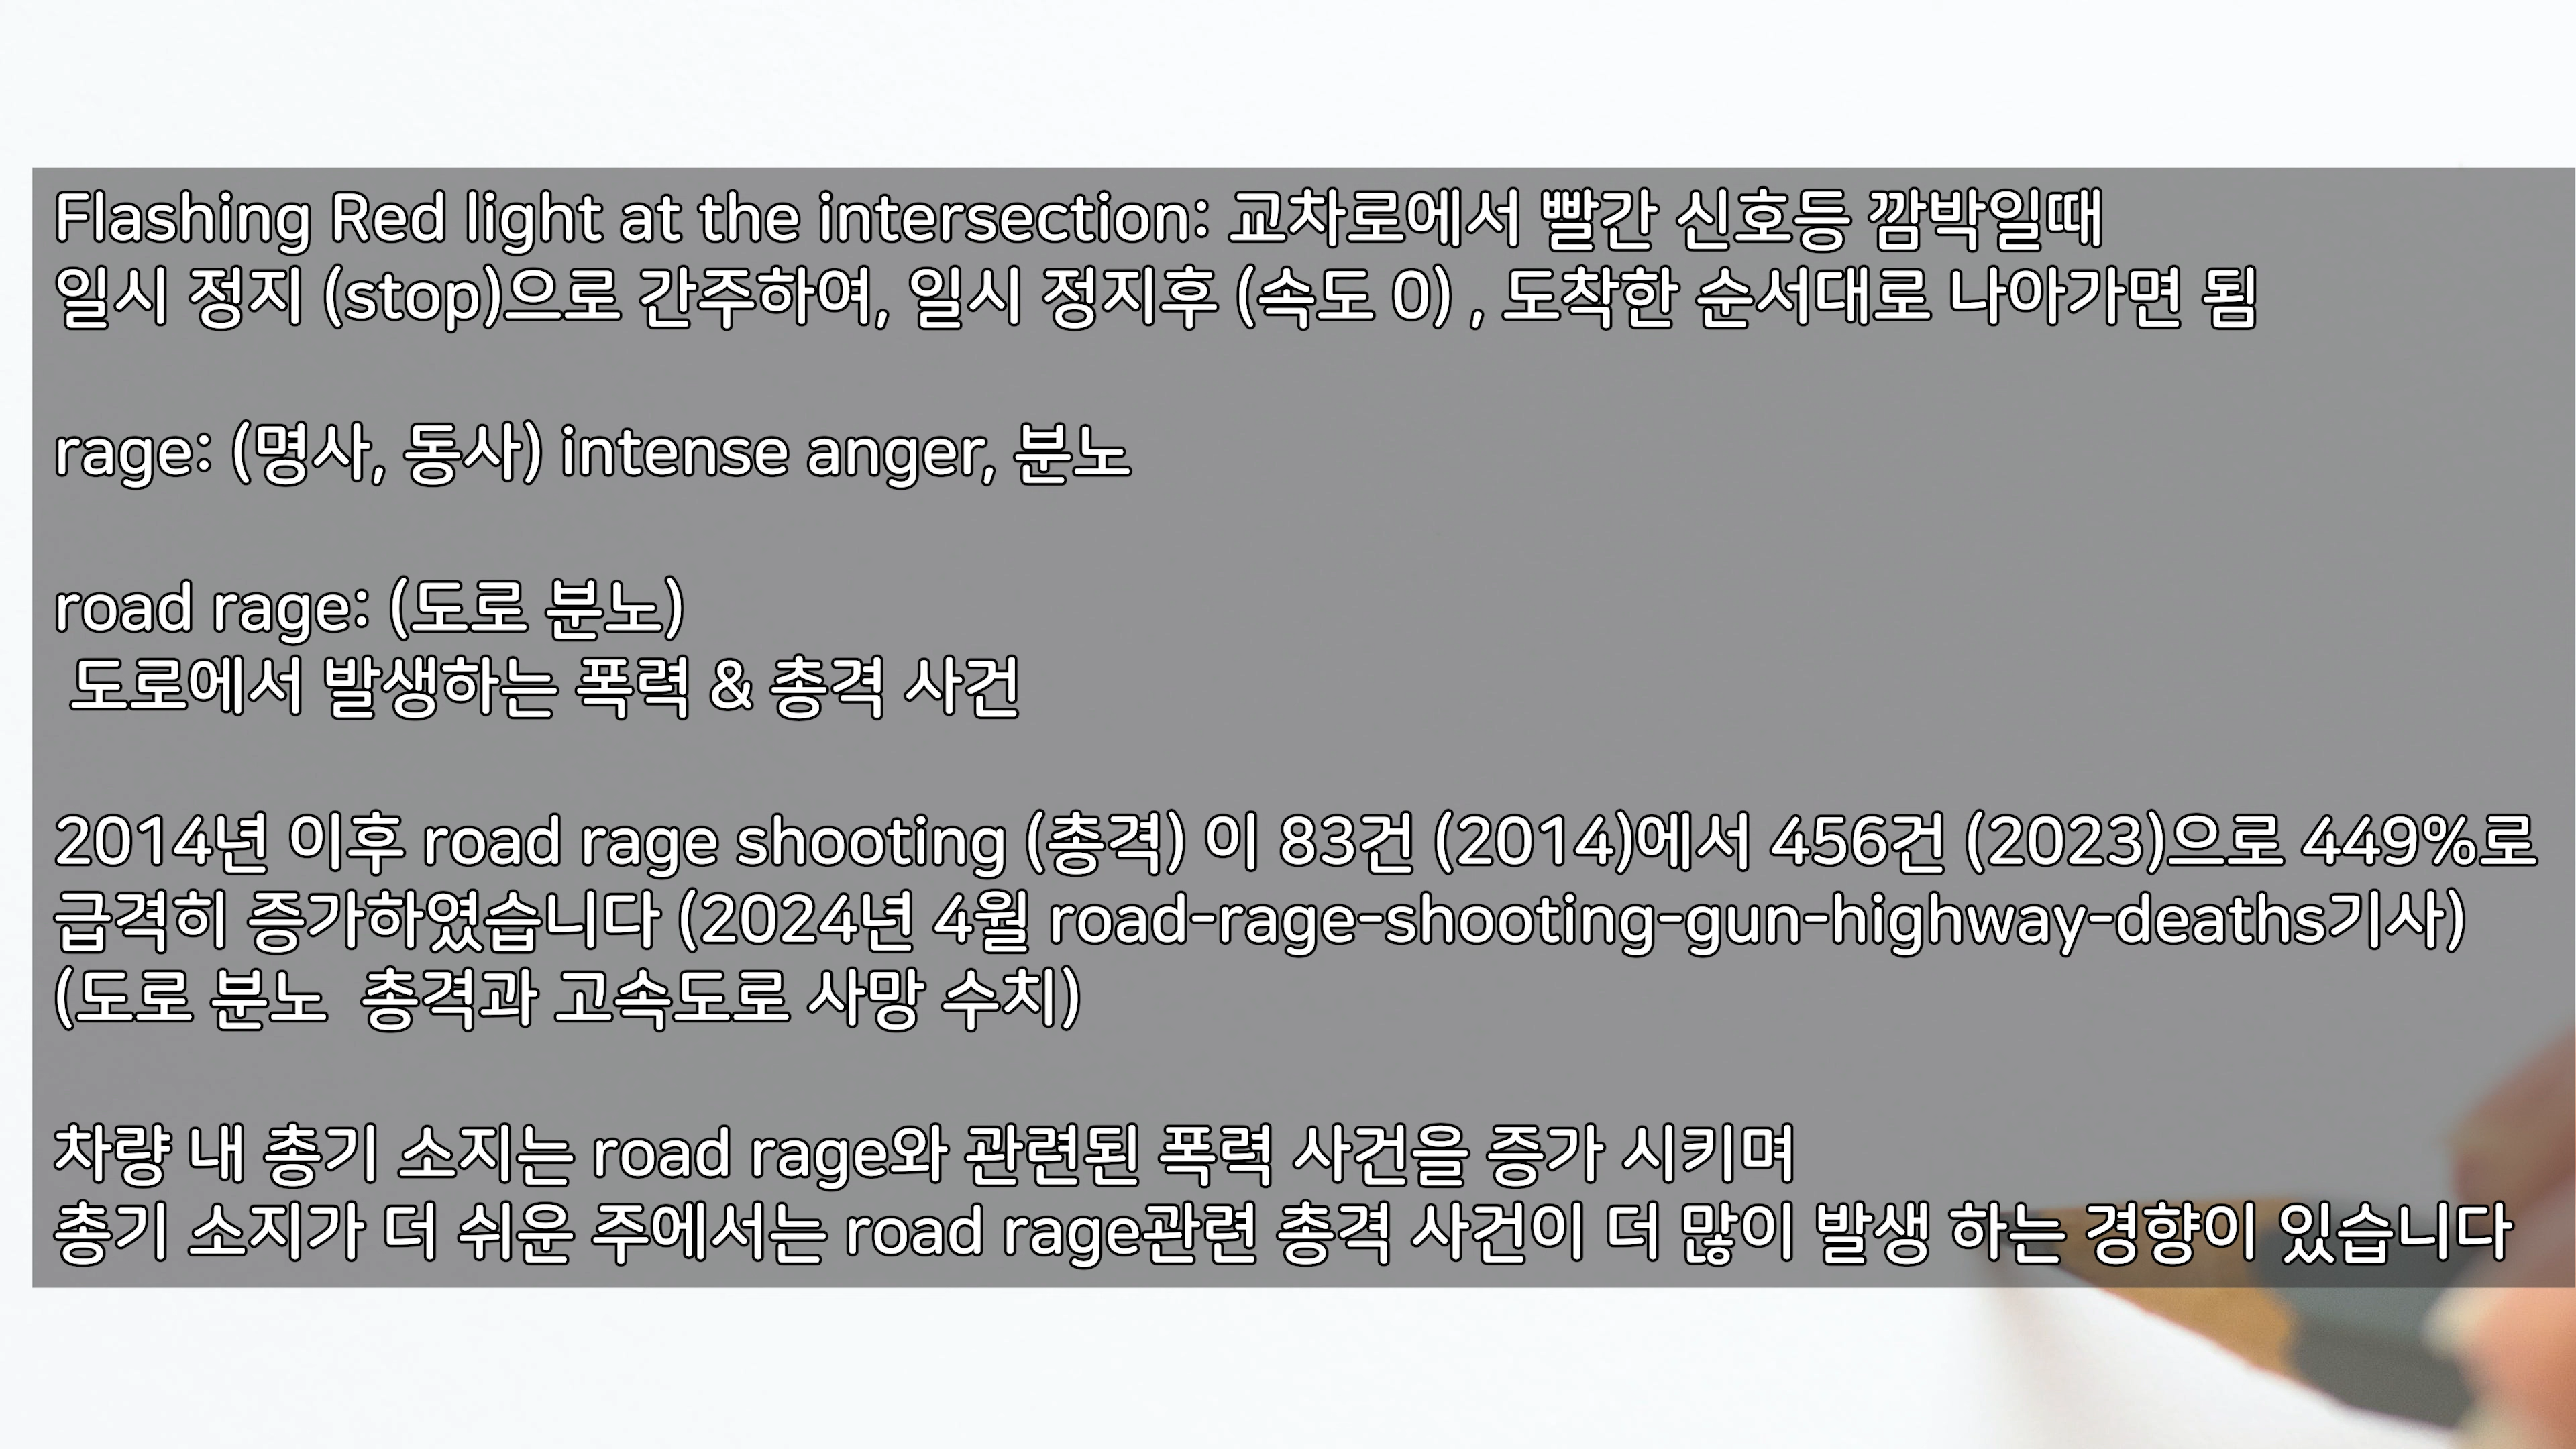 Flashing Red light at the intersection: 교차로에서 빨간 신호등 깜박일때
일시 정지 (stop)으로 간주하여, 일시 정지후 (속도 0) , 도착한 순서대로 나아가면 됨
rage: (명사, 동사) intense anger, 분노
road rage: (도로 분노)
도로에서 발생하는 폭력 & 총격 사건
2014년 이후 road rage shooting (총격) 이 83건 (2014)에서 456건 (2023)으로 449%로
급격히 증가하였습니다 (2024년 4월 road-rage-shooting-gun-highway-deaths기사)
(도로 분노  총격과 고속도로 사망 수치)
차량 내 총기 소지는 road rage와 관련된 폭력 사건을 증가 시키며
총기 소지가 더 쉬운 주에서는 road rage관련 총격 사건이 더 많이 발생 하는 경향이 있습니다